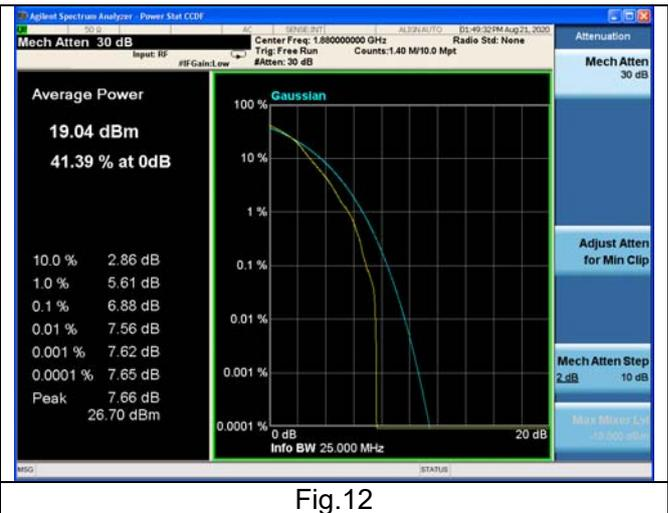 Agilent Spectrum Analyzer - Power Stat CCDF
50 Ω AC SENSE:INT ALIGN AUTO 01:49:32PM Aug 21, 2020
Mech Atten 30 dB
Input: RF
#IFGain:Low
Center Freq: 1.880000000 GHz
Radio Std: None
Trig: Free Run
Counts:1.40 M/10.0 Mpt
#Atten: 30 dB
Attenuation
Mech Atten
30 dB
Adjust Atten
for Min Clip
Mech Atten Step
2 dB 10 dB
Max Mixer Lvl
-10.000 dBm
Average Power
19.04 dBm
41.39 % at 0dB
10.0 % 2.86 dB
1.0 % 5.61 dB
0.1 % 6.88 dB
0.01 % 7.56 dB
0.001 % 7.62 dB
0.0001 % 7.65 dB
Peak 7.66 dB
26.70 dBm
Gaussian
100 %
10 %
1 %
0.1 %
0.01 %
0.001 %
0.0001 %
0 dB
20 dB
Info BW 25.000 MHz
MSG
STATUS
Fig.12